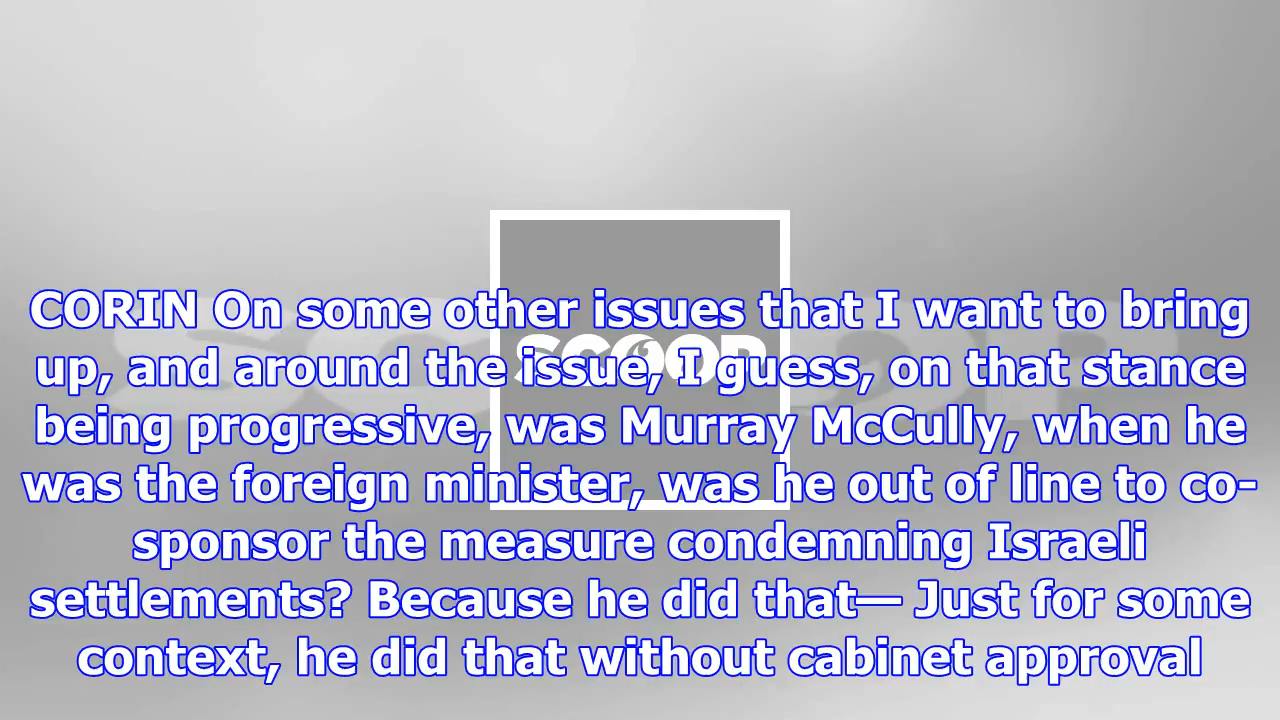 CORIN On some other issues that I want to bring
up, and around the issue, I guess, on that stance
being progressive, was Murray McCully, when he
was the foreign minister, was he out of line to co-
sponsor the measure condemning Israeli
settlements? Because he did that— Just for some
context, he did that without cabinet approval
SCOOP